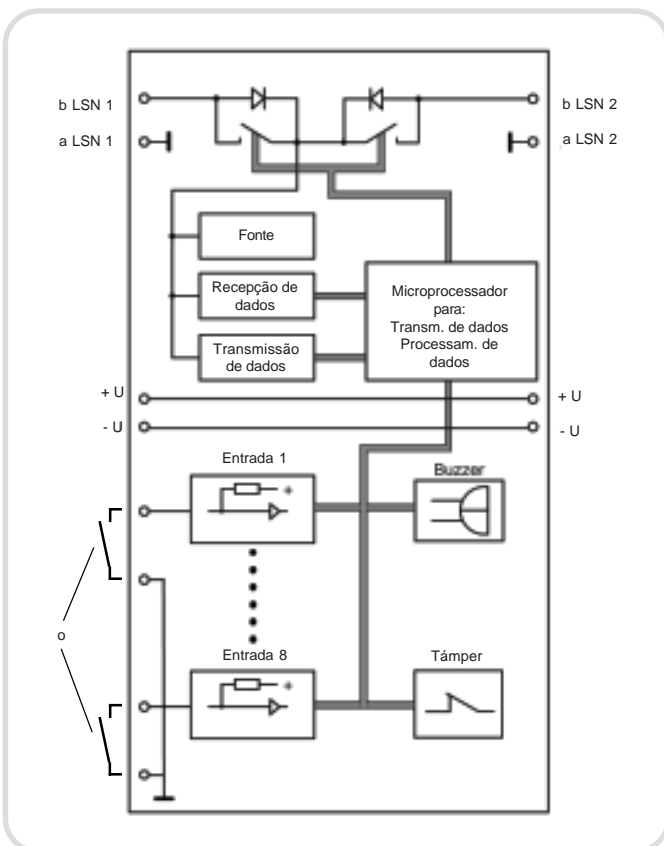 b LSN 1
b LSN 2
a LSN 1
a LSN 2
Fonte
Recepção de
dados
Microprocessador
para:
Transm. de dados
Processam. de
dados
Transmissão
de dados
+ U
+ U
- U
- U
Entrada 1
Buzzer
+
o
Entrada 8
Támper
+